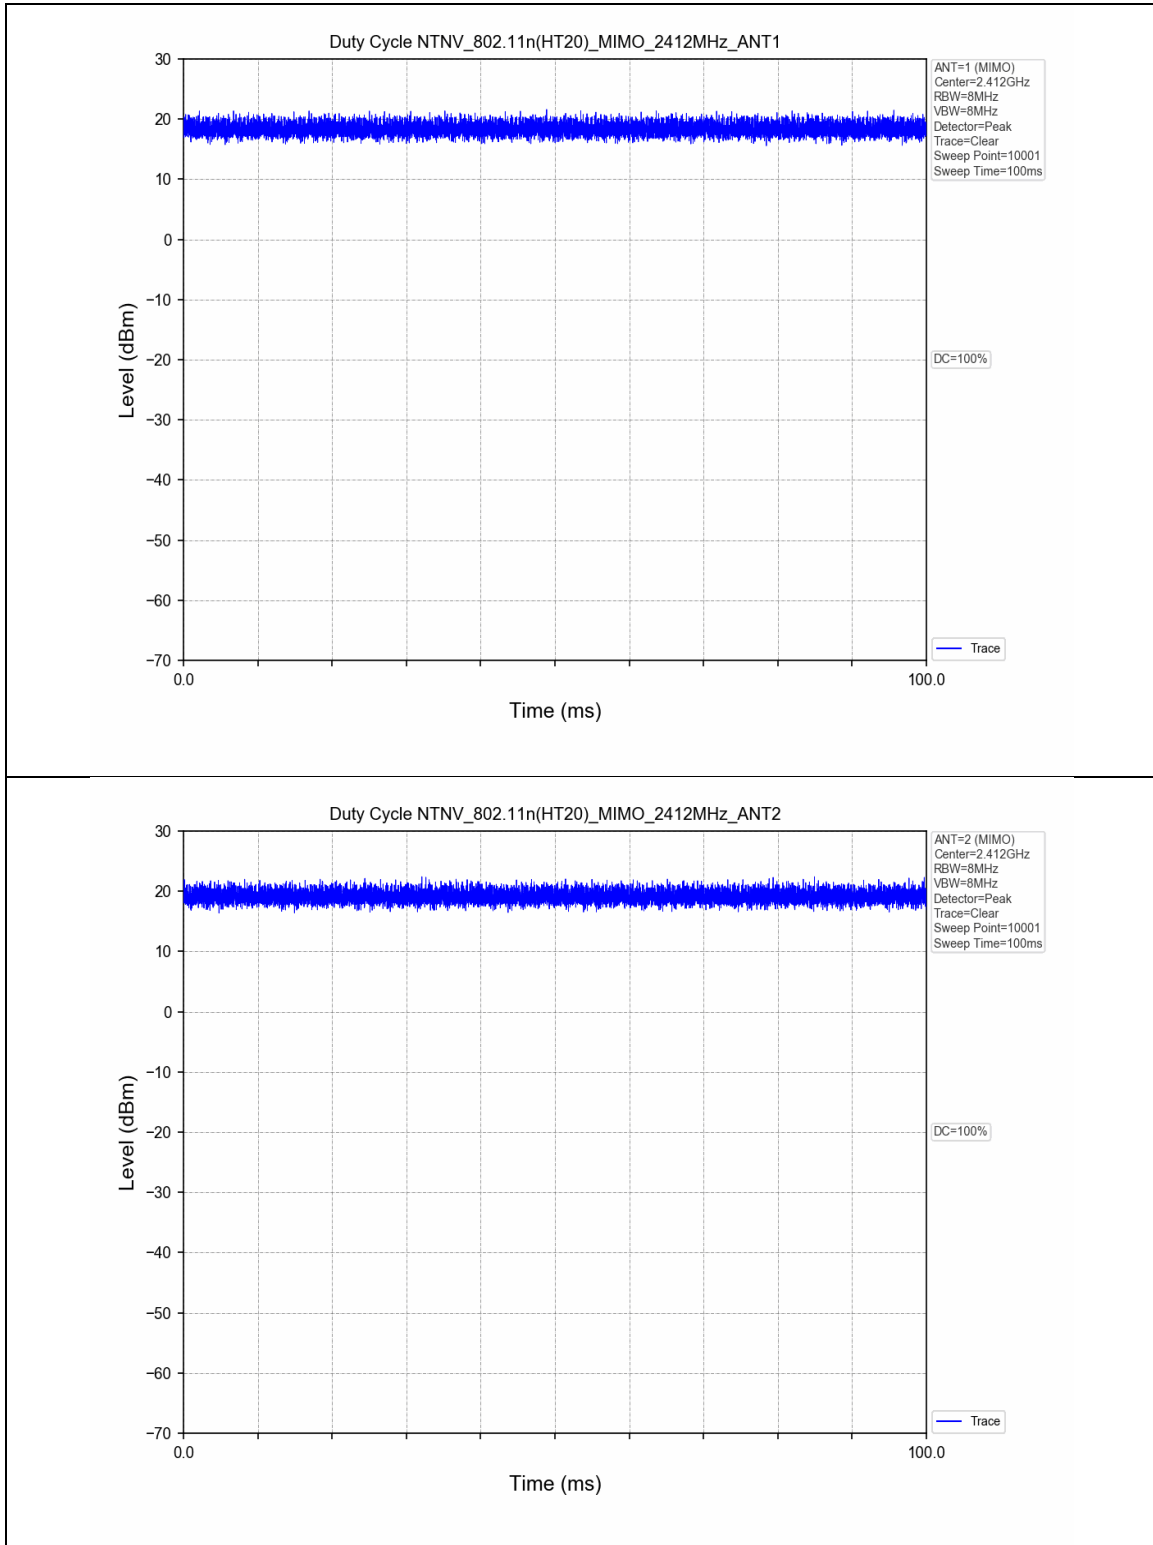 Duty Cycle NTNV_802.11n(HT20)_MIMO_2412MHz_ANT1
30
20
10
0
−10
−20
−30
−40
−50
−60
−70
Level (dBm)
0.0
100.0
Time (ms)
ANT=1 (MIMO)
Center=2.412GHz
RBW=8MHz
VBW=8MHz
Detector=Peak
Trace=Clear
Sweep Point=10001
Sweep Time=100ms
DC=100%
Trace
Duty Cycle NTNV_802.11n(HT20)_MIMO_2412MHz_ANT2
30
20
10
0
−10
−20
−30
−40
−50
−60
−70
Level (dBm)
0.0
100.0
Time (ms)
ANT=2 (MIMO)
Center=2.412GHz
RBW=8MHz
VBW=8MHz
Detector=Peak
Trace=Clear
Sweep Point=10001
Sweep Time=100ms
DC=100%
Trace